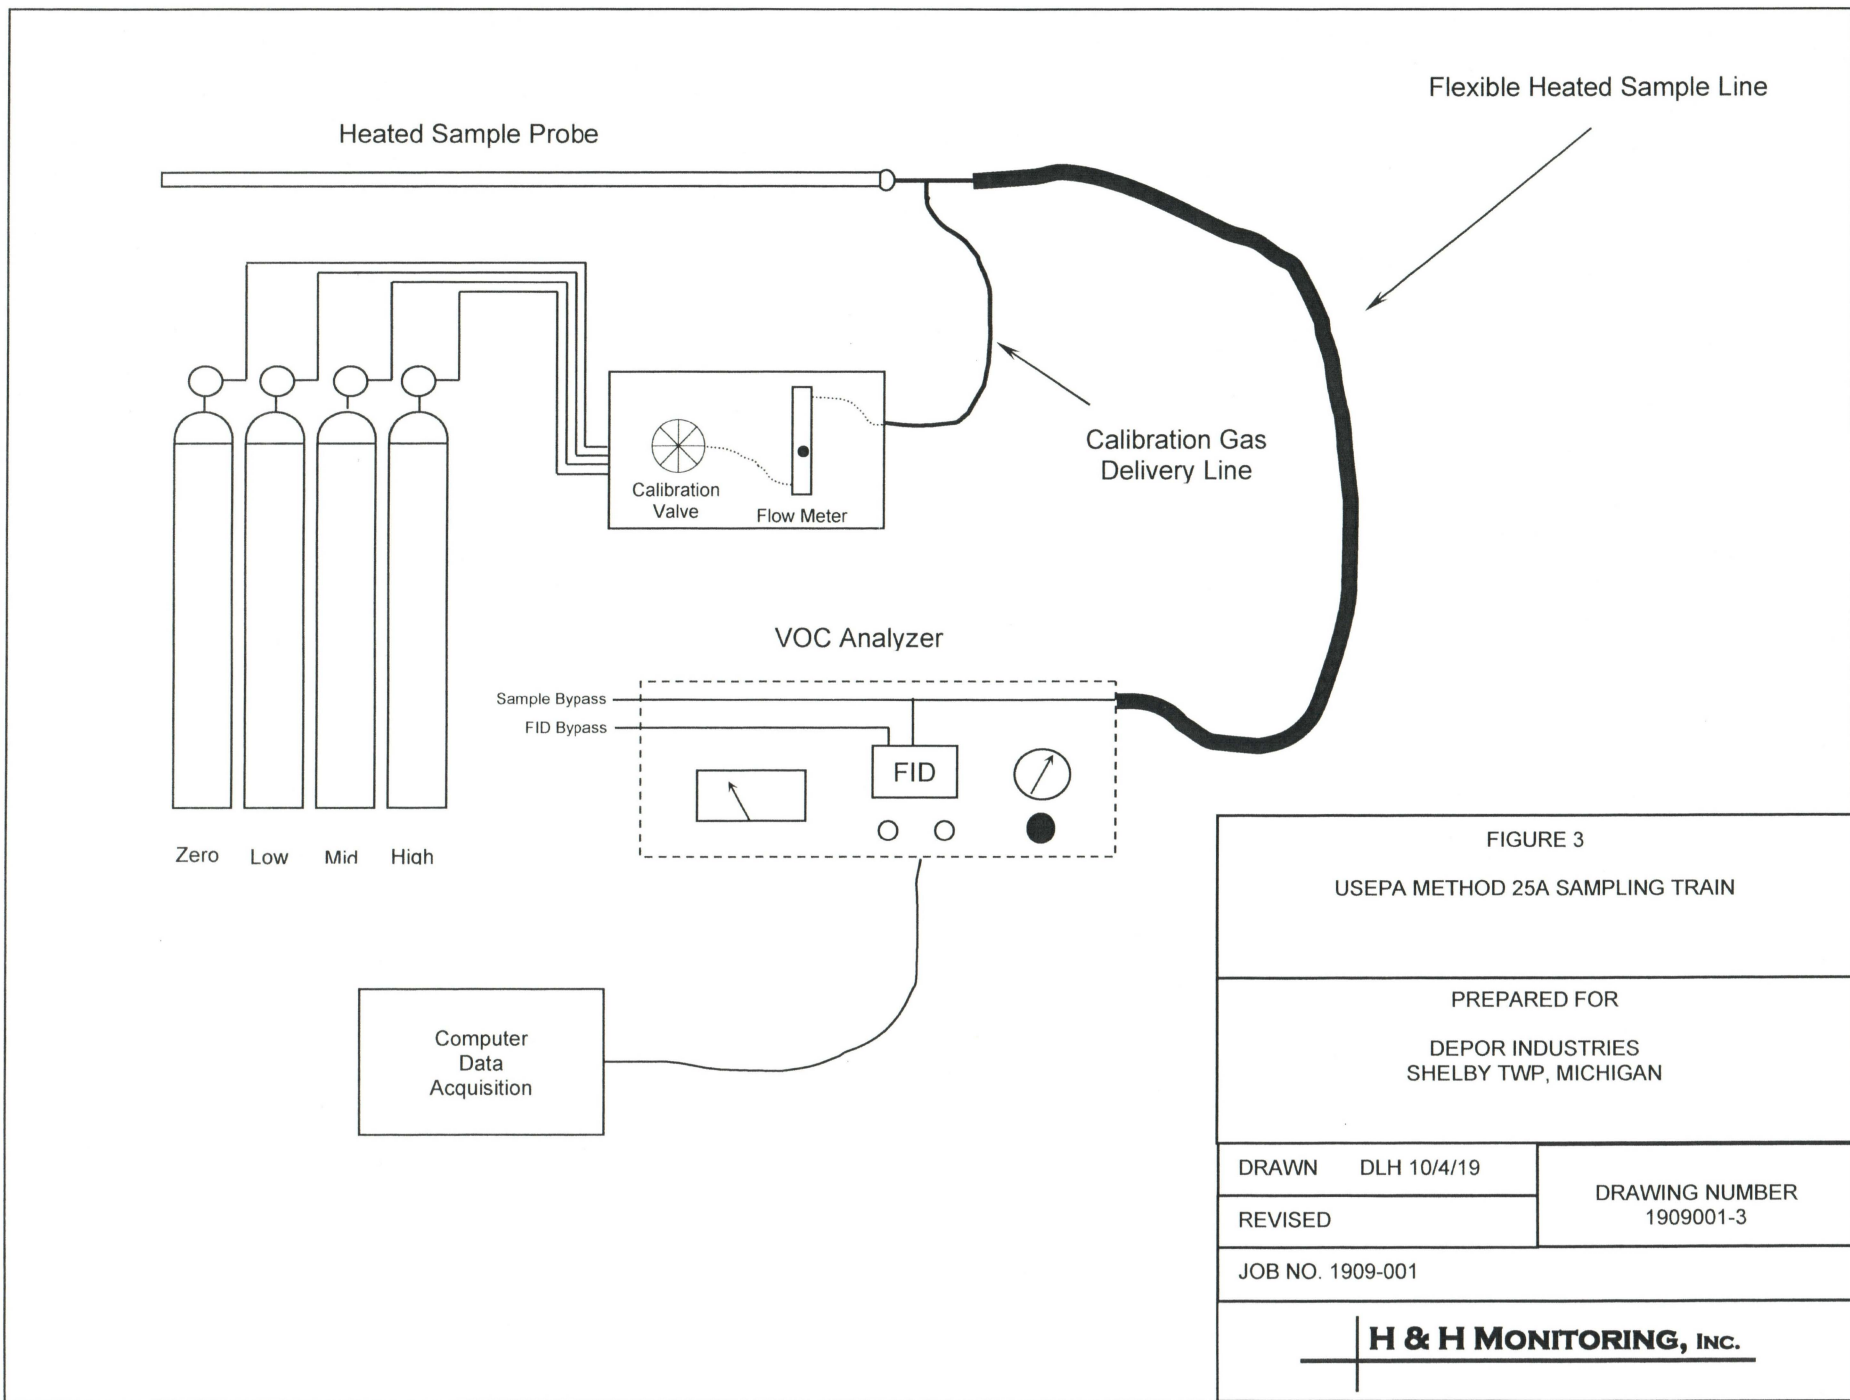 Flexible Heated Sample Line
Heated Sample Probe
Calibration Gas
Delivery Line
Calibration
Valve
Flow Meter
VOC Analyzer
Sample Bypass
FID Bypass
FID
Zero
Low
Mid
High
Computer
Data
Acquisition
FIGURE 3
USEPA METHOD 25A SAMPLING TRAIN
PREPARED FOR
DEPOR INDUSTRIES
SHELBY TWP, MICHIGAN
DRAWN DLH 10/4/19
REVISED
DRAWING NUMBER
1909001-3
JOB NO. 1909-001
H & H MONITORING, INC.